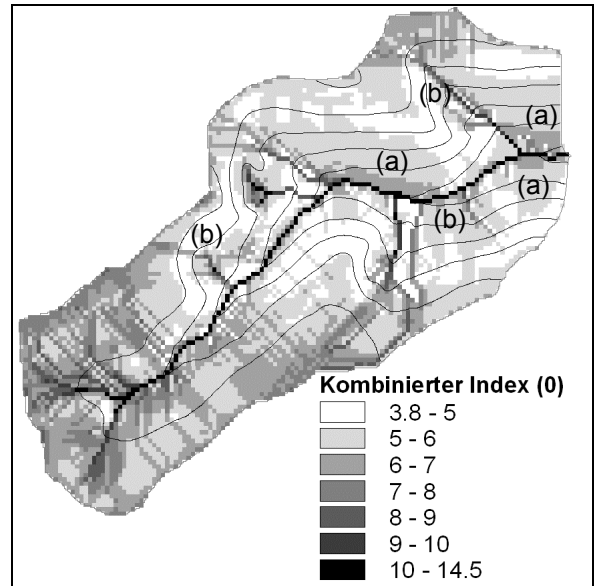 (b)
(a)
(a)
(a)
(b)
(b)
Kombinierter Index (0)
3.8 - 5
5 - 6
6 - 7
7 - 8
8 - 9
9 - 10
10 - 14.5